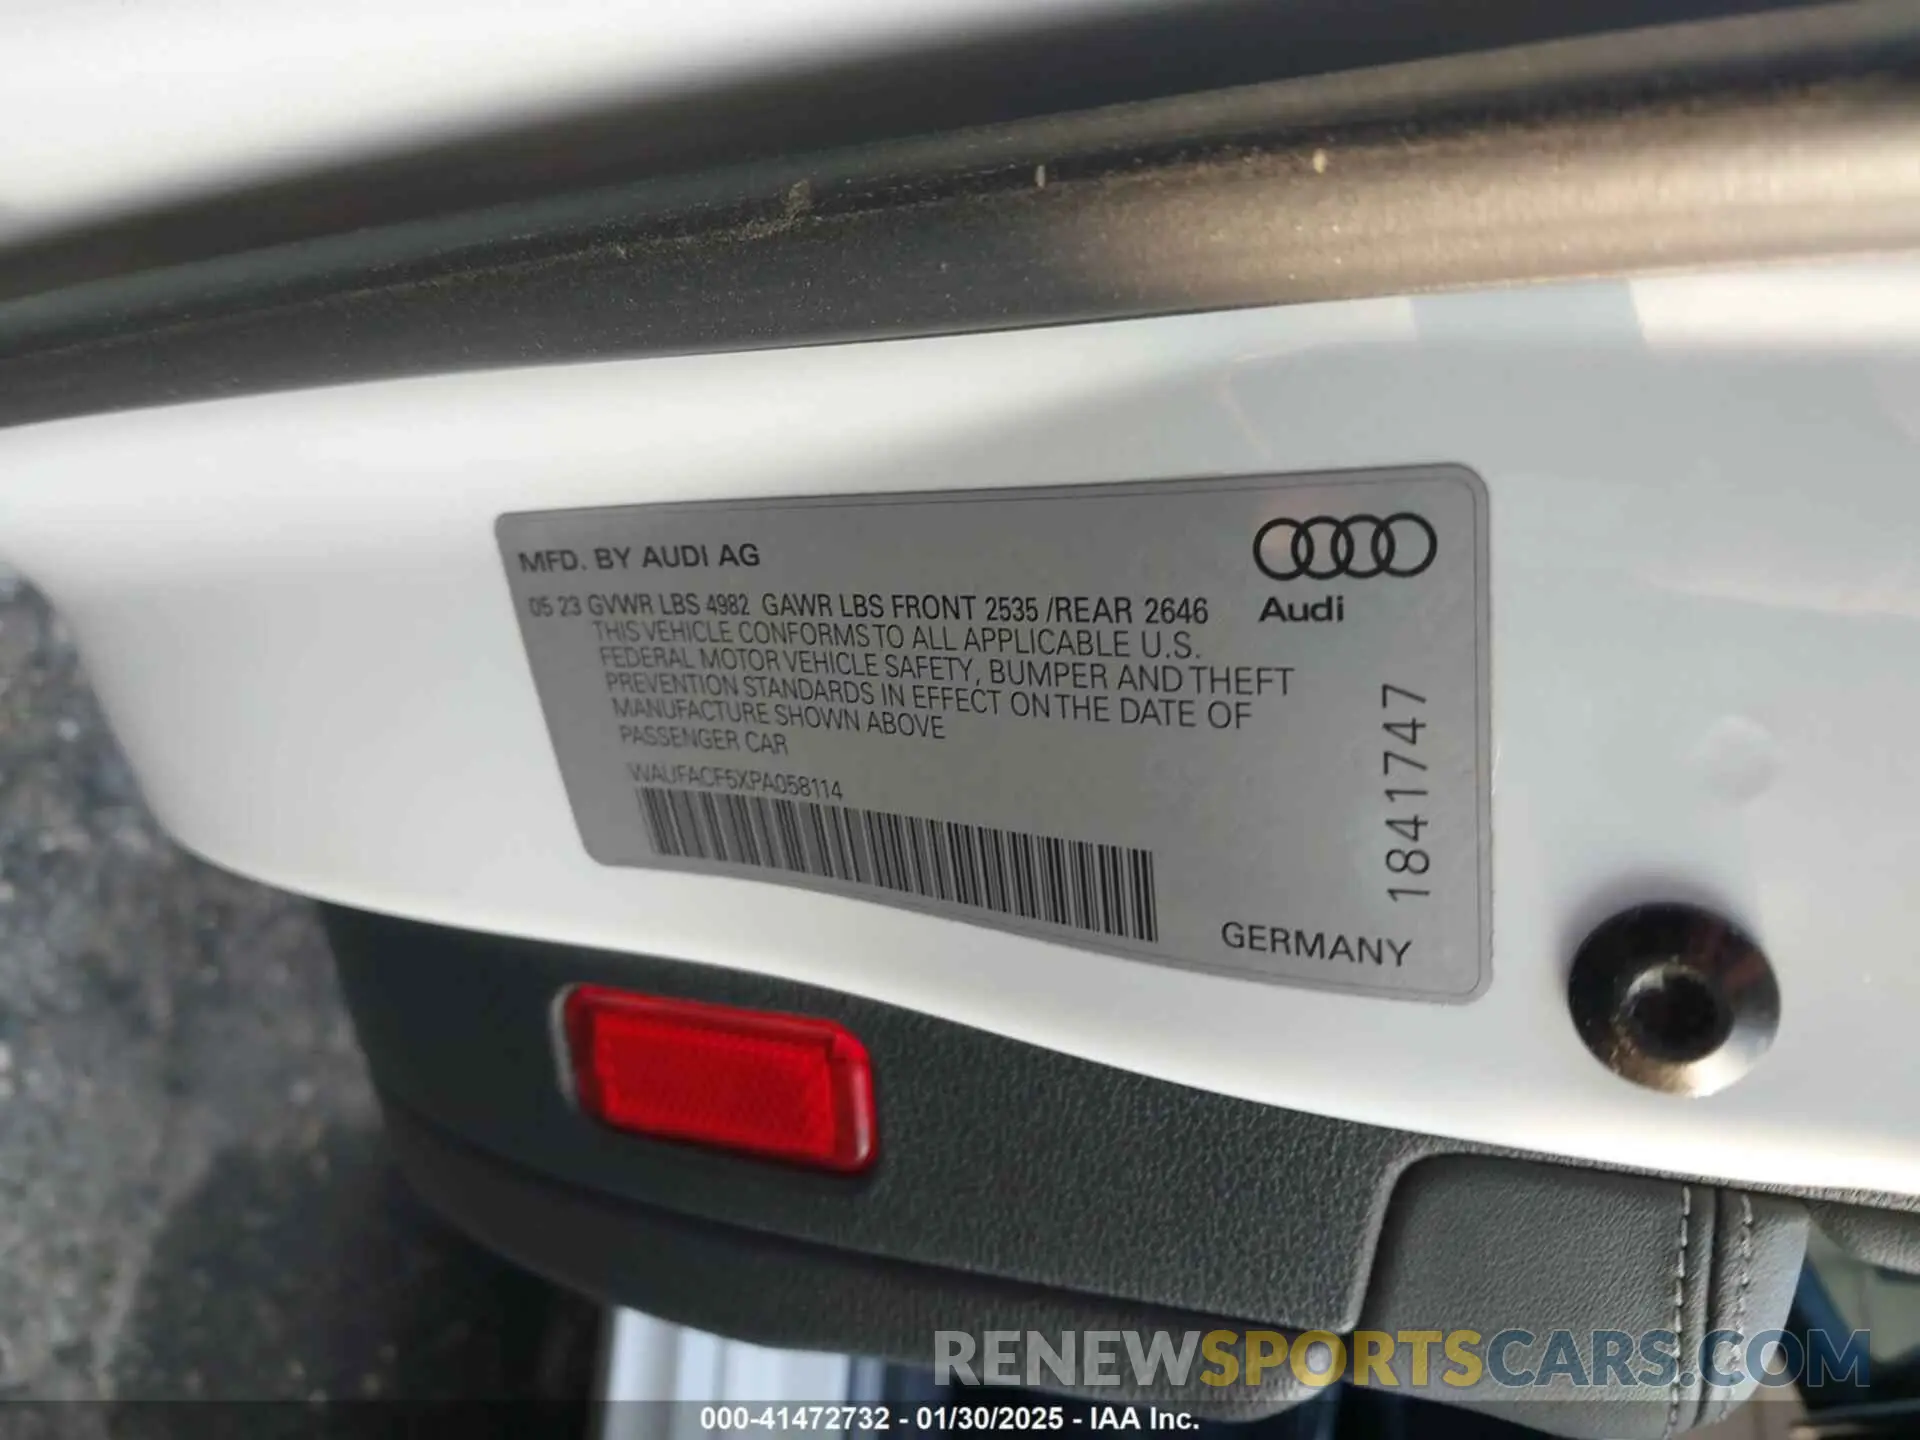 MFD. BY AUDI AG
05 23 GVWR LBS 4982 GAWR LBS FRONT 2535 /REAR 2646
THIS VEHICLE CONFORMS TO ALL APPLICABLE U.S.
FEDERAL MOTOR VEHICLE SAFETY, BUMPER AND THEFT
PREVENTION STANDARDS IN EFFECT ON THE DATE OF
MANUFACTURE SHOWN ABOVE
PASSENGER CAR
WAUFACF5XPA058114
Audi
1841747
GERMANY
RENEWSPORTSCARS.COM
000-41472732 - 01/30/2025 - IAA Inc.